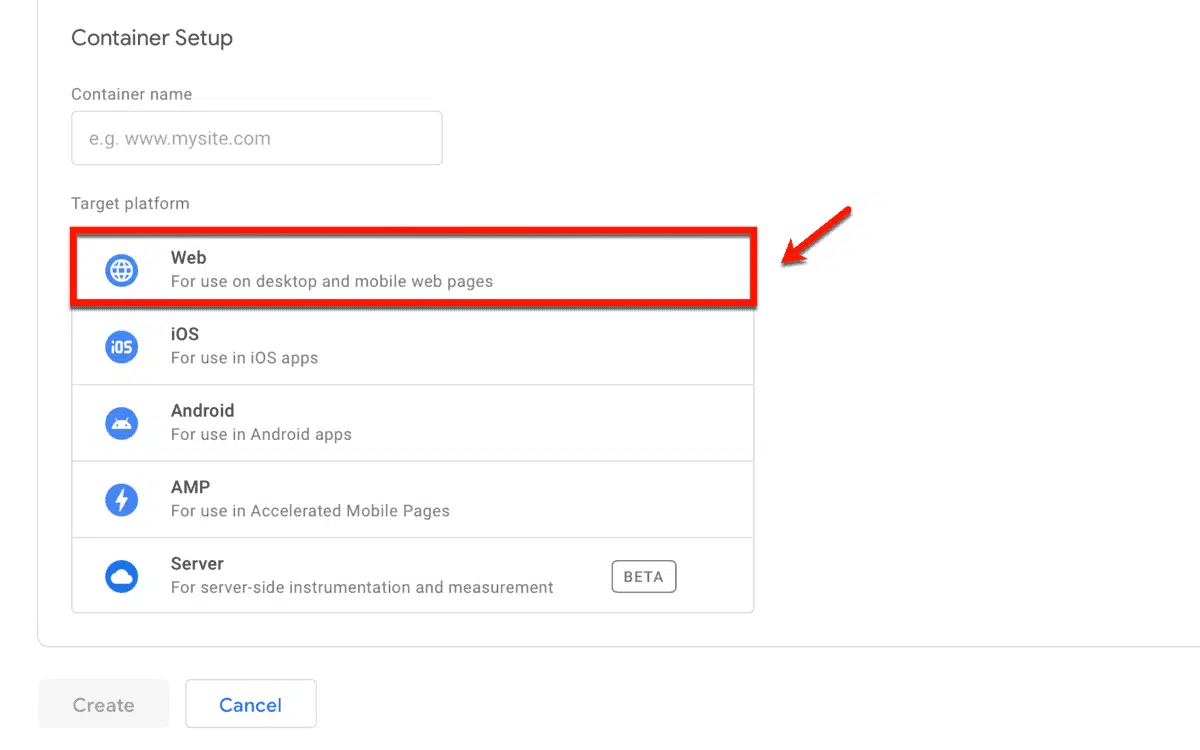 Container Setup
Container name
e.g. www.mysite.com
Target platform
Web
For use on desktop and mobile web pages
iOS
iOS
For use in iOS apps
Android
For use in Android apps
AMP
For use in Accelerated Mobile Pages
Server
For server-side instrumentation and measurement
BETA
Create
Cancel